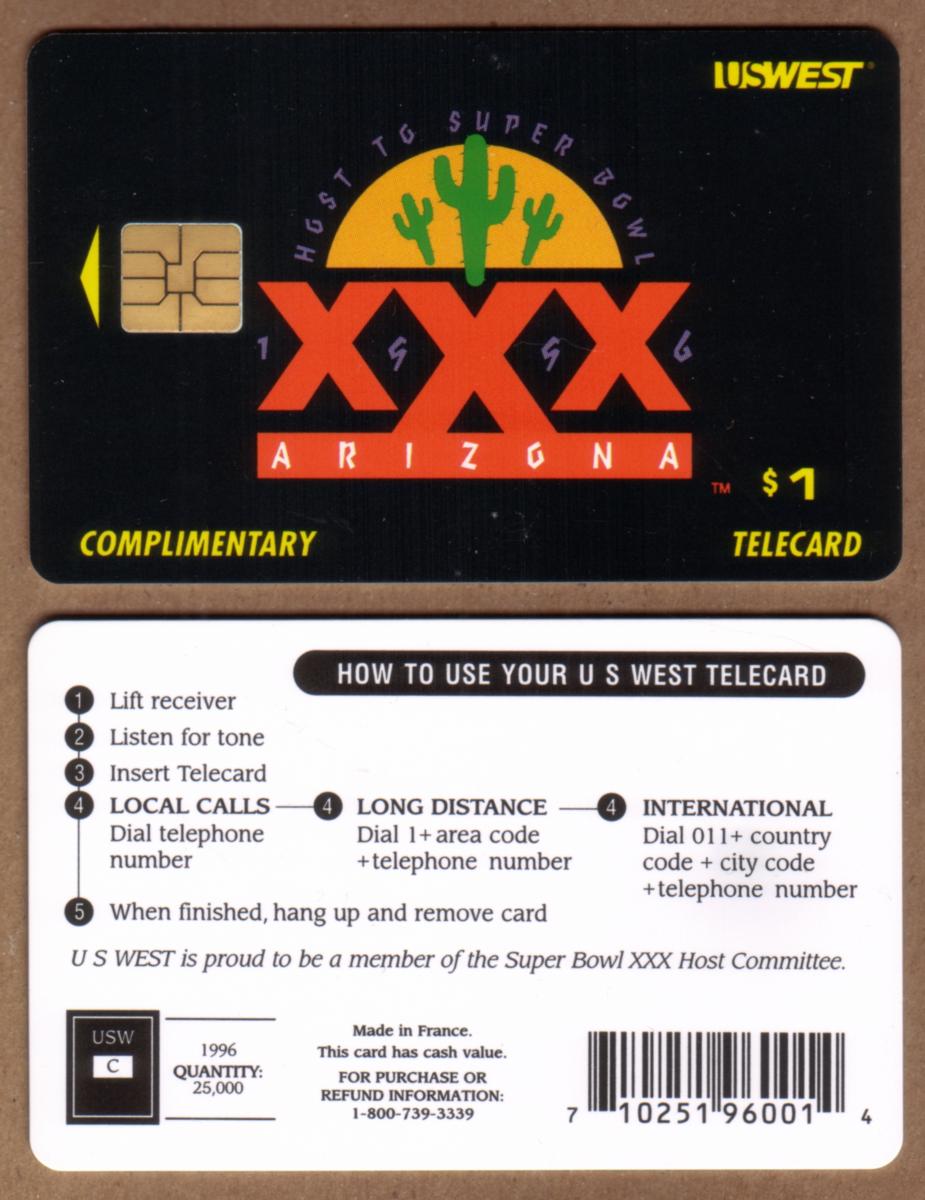 USWEST®
HOST TO SUPER BOWL
XXX
1 9 9 6
ARIZONA
TM
$1
COMPLIMENTARY
TELECARD
HOW TO USE YOUR U S WEST TELECARD
1 Lift receiver
2 Listen for tone
3 Insert Telecard
4 LOCAL CALLS
Dial telephone
number
4 LONG DISTANCE
Dial 1+area code
+telephone number
4 INTERNATIONAL
Dial 011+ country
code + city code
+telephone number
5 When finished, hang up and remove card
U S WEST is proud to be a member of the Super Bowl XXX Host Committee.
USW
C
1996
QUANTITY:
25,000
Made in France.
This card has cash value.
FOR PURCHASE OR
REFUND INFORMATION:
1-800-739-3339
7 10251 96001 4